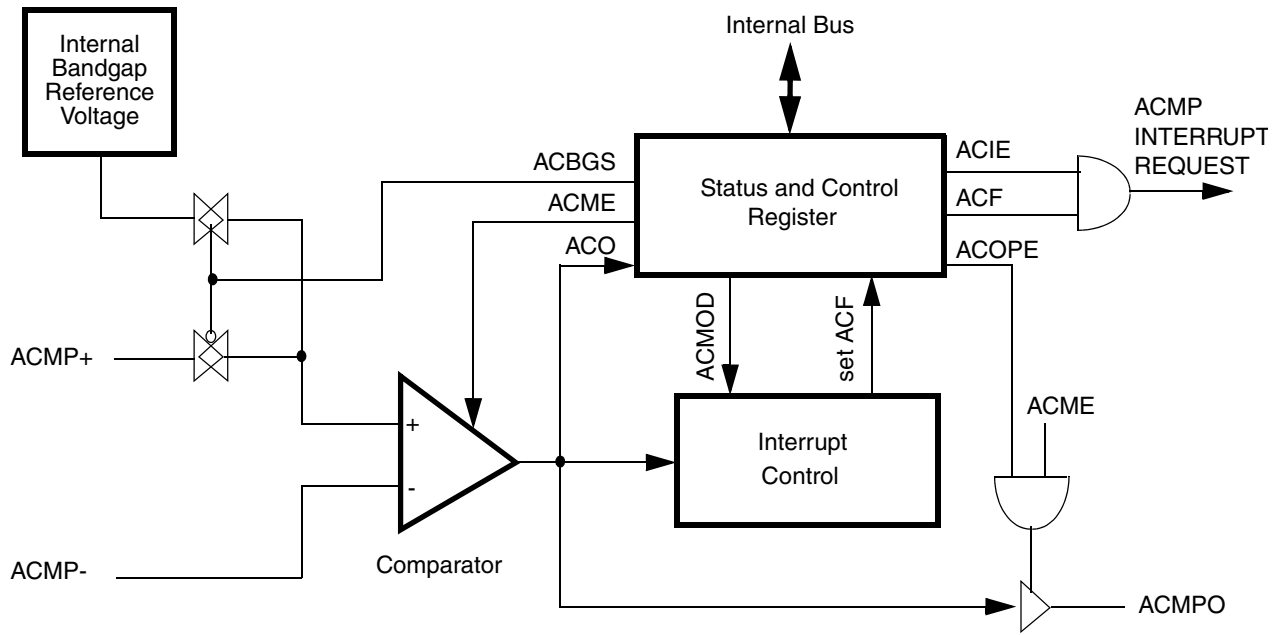 Internal Bus
Internal
Bandgap
Reference
Voltage
ACMP
INTERRUPT
REQUEST
ACBGS
ACME
ACO
Status and Control
Register
ACIE
ACF
ACOPE
ACMOD
set ACF
ACMP+
ACME
+
-
Interrupt
Control
Comparator
ACMP-
ACMPO